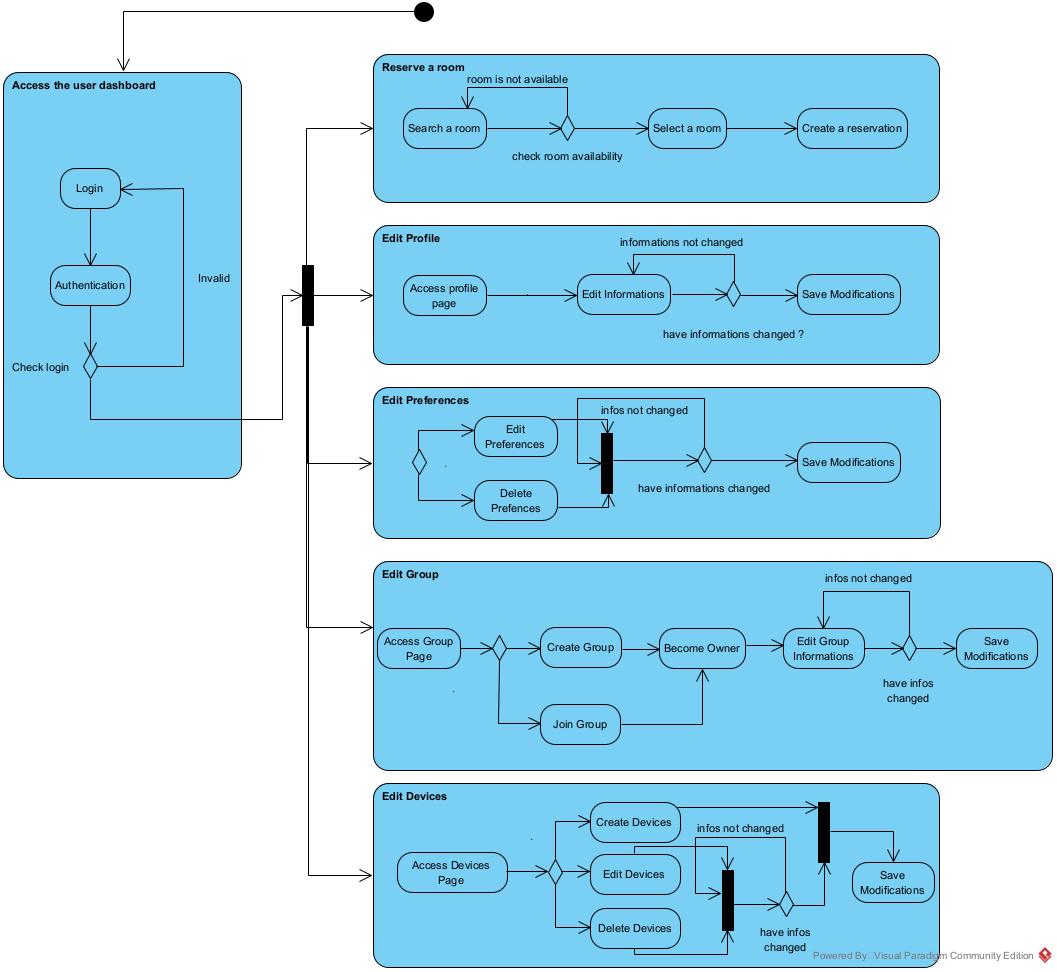 Access the user dashboard
Login
Authentication
Invalid
Check login
Reserve a room
room is not available
Search a room
Select a room
Create a reservation
check room availability
Edit Profile
informations not changed
Access profile
page
Edit Informations
Save Modifications
have informations changed ?
Edit Preferences
infos not changed
Edit
Preferences
Delete
Prefences
Save Modifications
have informations changed
Edit Group
infos not changed
Access Group
Page
Create Group
Become Owner
Edit Group
Informations
Save
Modifications
have infos
changed
Join Group
Edit Devices
Create Devices
infos not changed
Access Devices
Page
Edit Devices
Save
Modifications
Delete Devices
have infos
changed
Powered By Visual Paradigm Community Edition